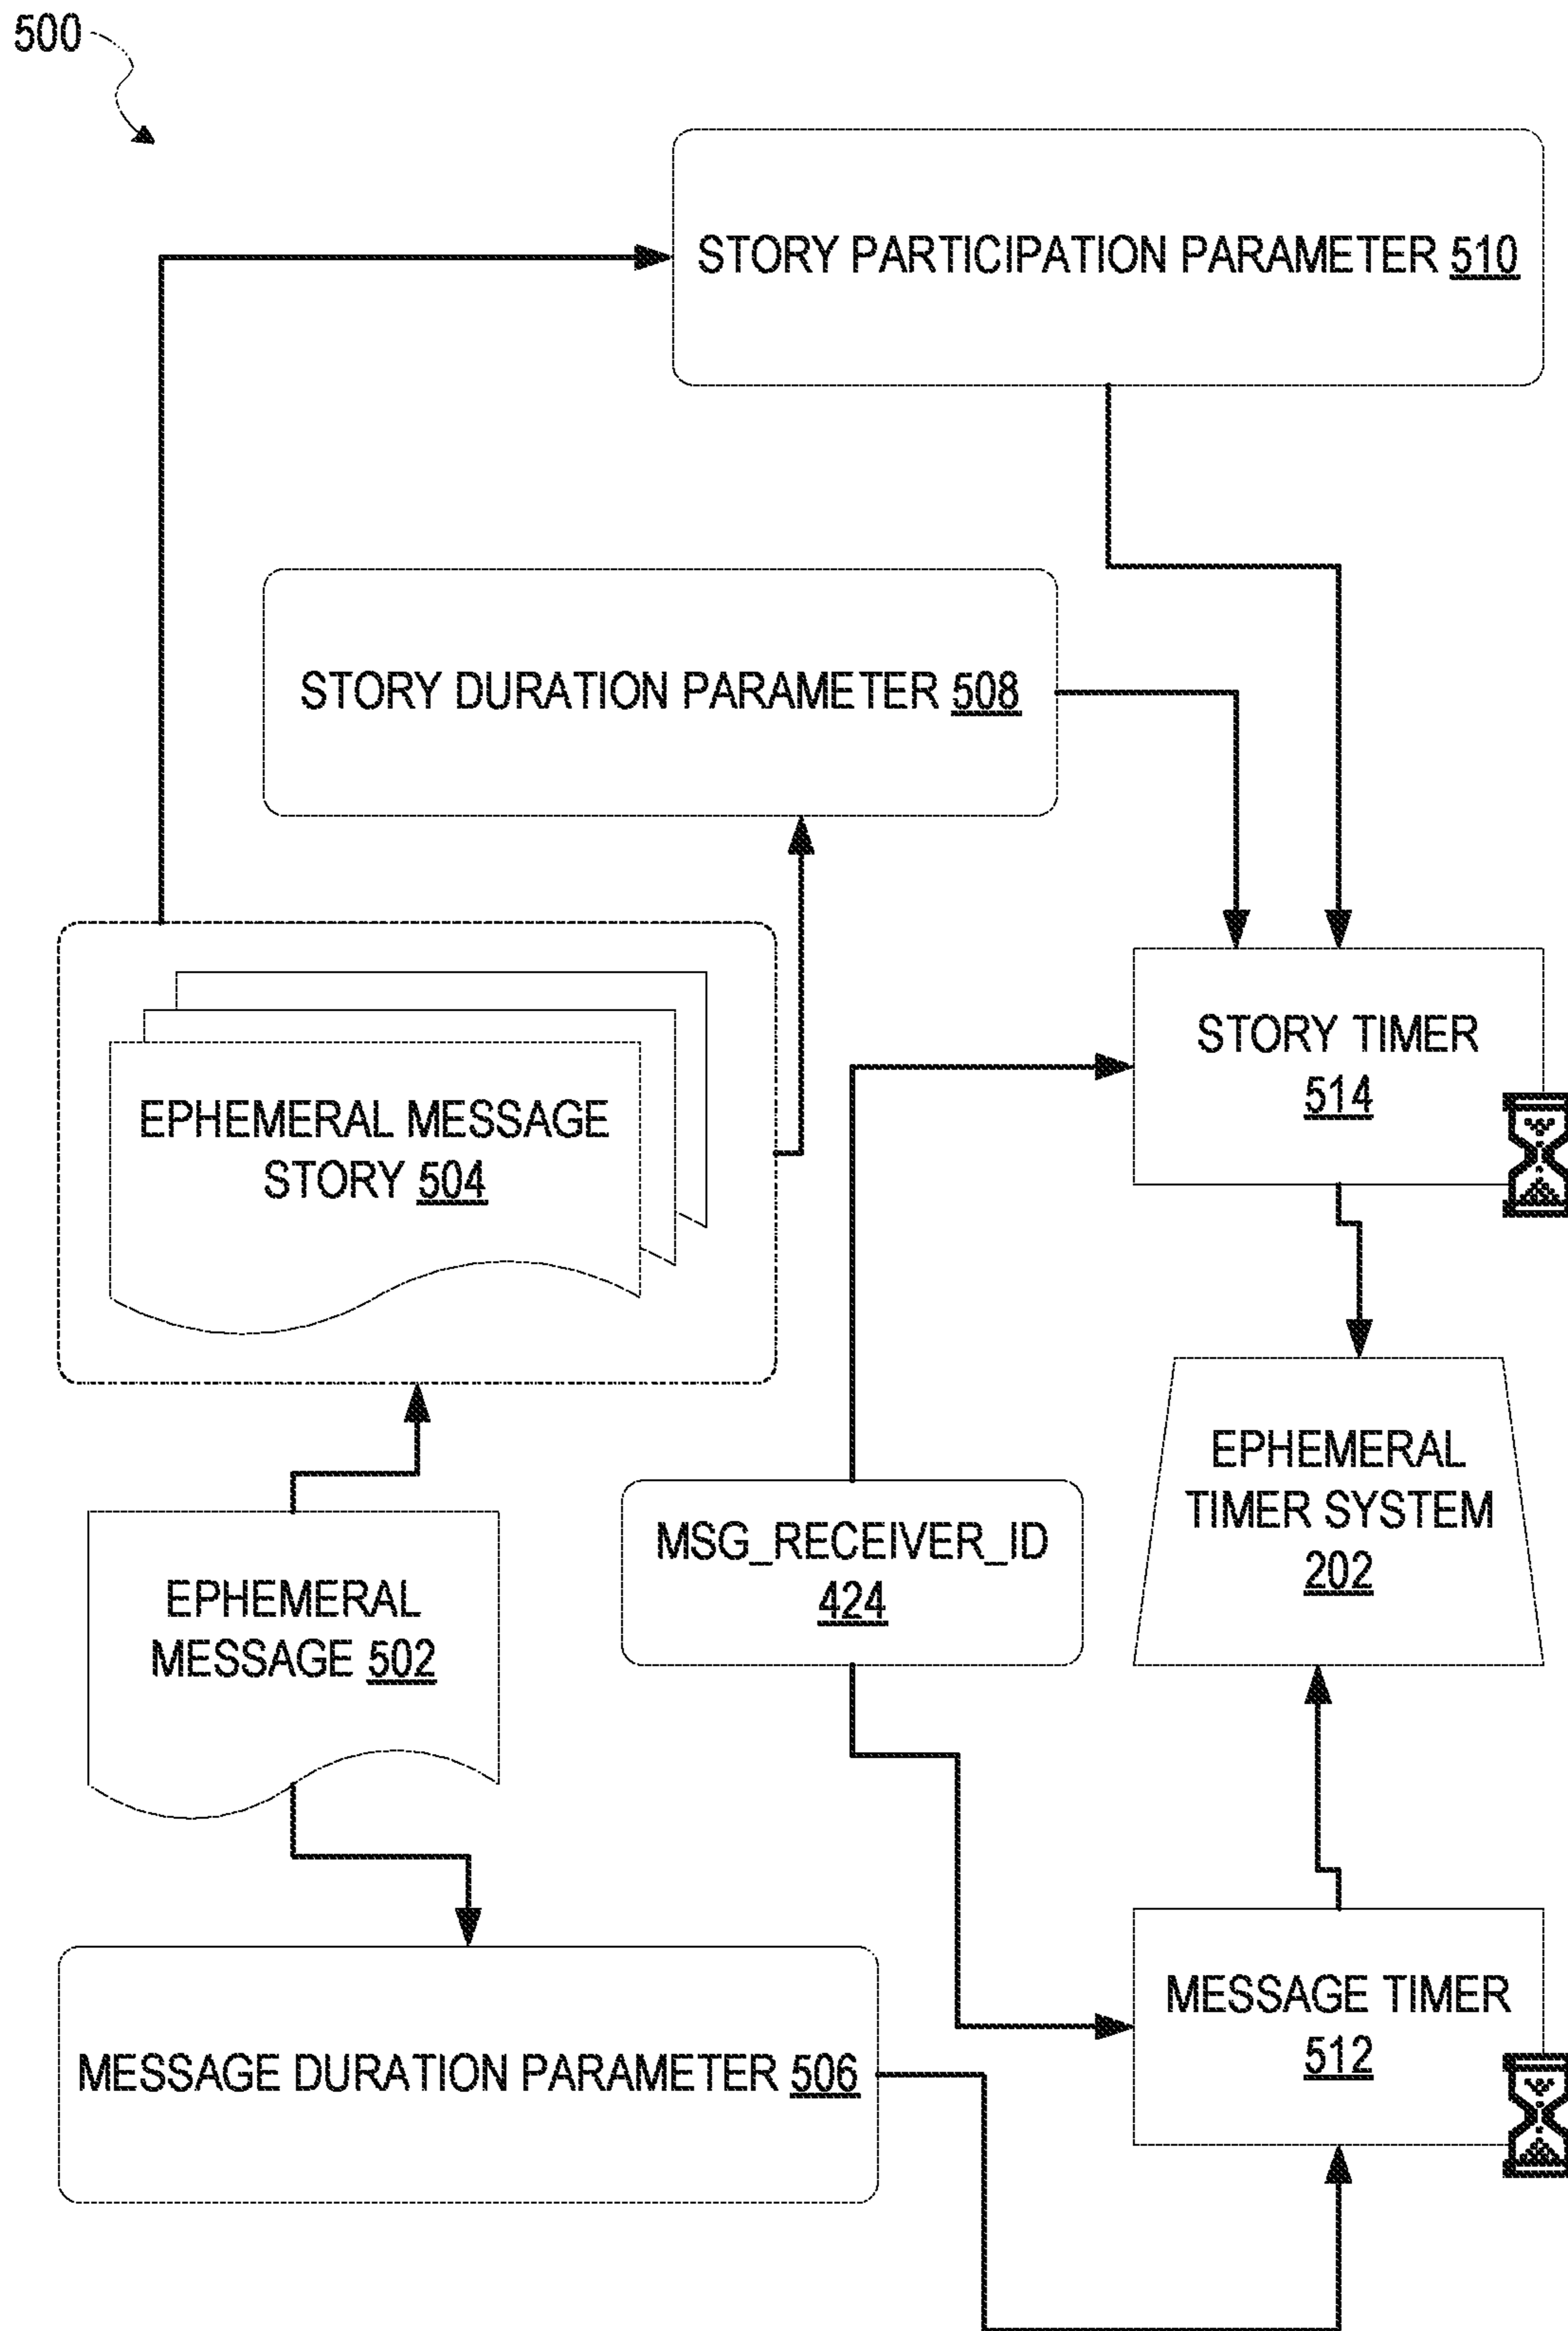 500
STORY PARTICIPATION PARAMETER 510
STORY DURATION PARAMETER 508
EPHEMERAL MESSAGE
STORY 504
STORY TIMER
514
EPHEMERAL
TIMER SYSTEM
202
MSG_RECEIVER_ID
424
EPHEMERAL
MESSAGE 502
MESSAGE TIMER
512
MESSAGE DURATION PARAMETER 506